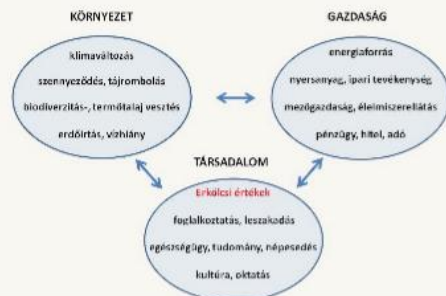 KÖRNYEZET
klímaváltozás
szennyeződés, tájrombolás
biodiverzitás-, termőtalaj vesztés
erdőirtás, vízhiány
GAZDASÁG
energiaforrás
nyersanyag, ipari tevékenység
mezőgazdaság, élelmiszerellátás
pénzügy, hitel, adó
TÁRSADALOM
Erkölcsi értékek
foglalkoztatás, leszakadás
egészségügy, tudomány, népesedés
kultúra, oktatás